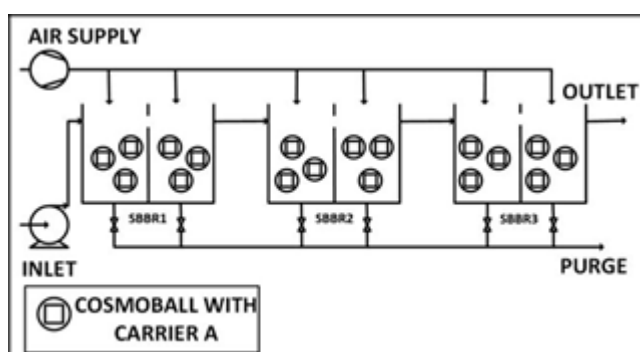 AIR SUPPLY
OUTLET
SBBR1
SBBR2
SBBR3
INLET
PURGE
COSMOBALL WITH
CARRIER A